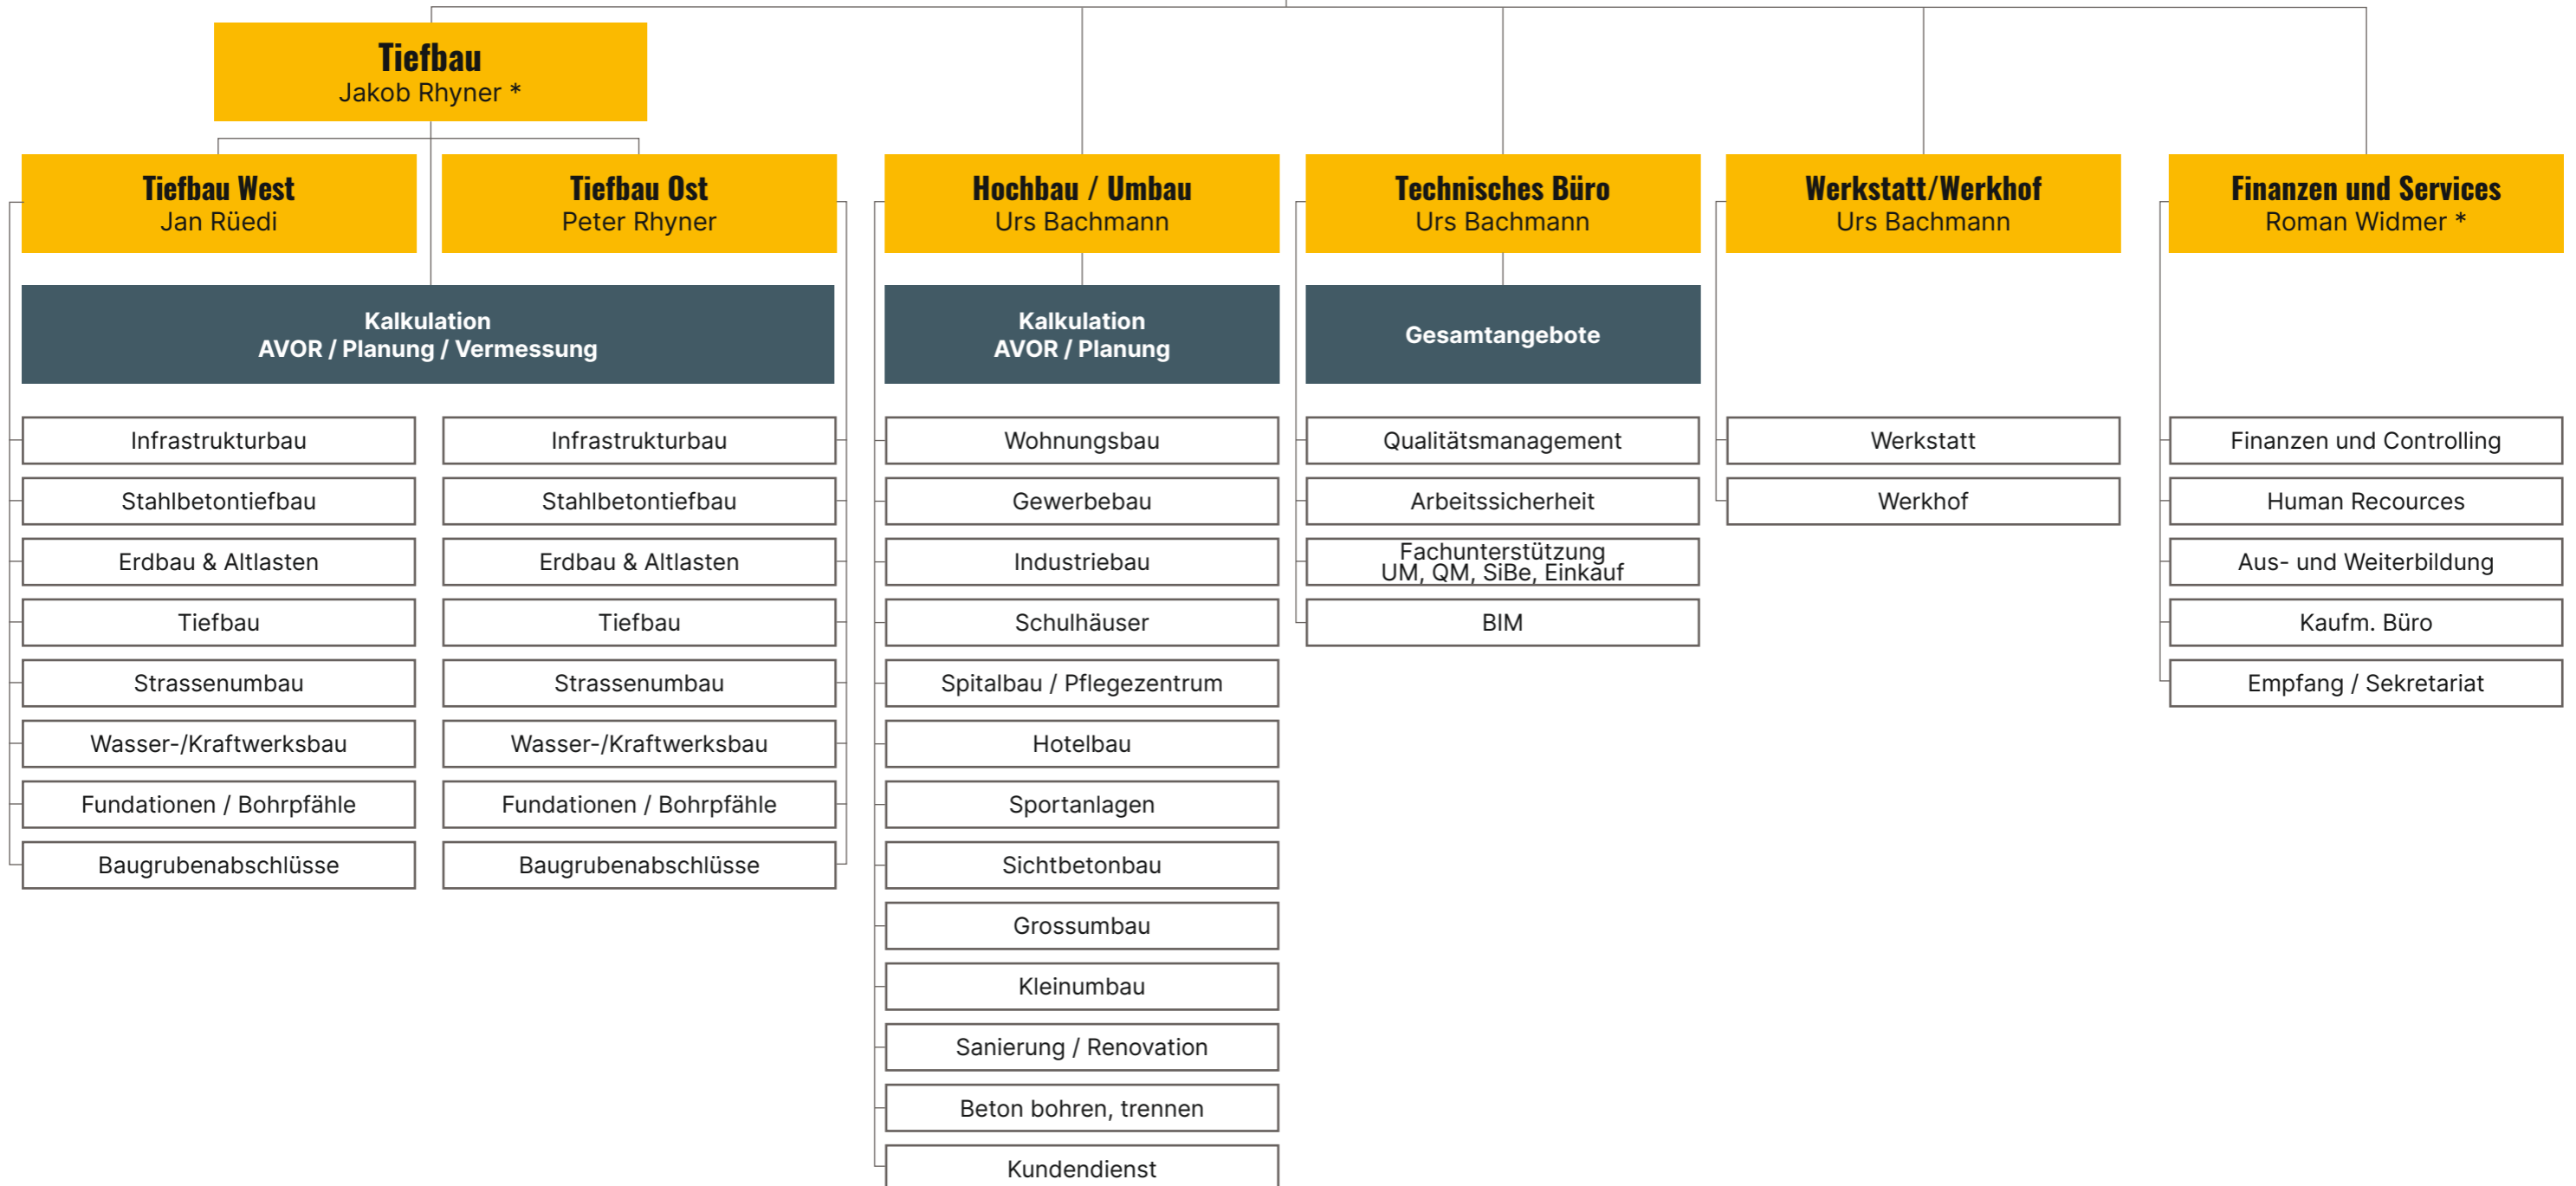 Tiefbau
Jakob Rhyner *
Tiefbau West
Jan Rüedi
Tiefbau Ost
Peter Rhyner
Kalkulation
AVOR / Planung / Vermessung
Infrastrukturbau
Stahlbetontiefbau
Erdbau & Altlasten
Tiefbau
Strassenumbau
Wasser-/Kraftwerksbau
Fundationen / Bohrpfähle
Baugrubenabschlüsse
Infrastrukturbau
Stahlbetontiefbau
Erdbau & Altlasten
Tiefbau
Strassenumbau
Wasser-/Kraftwerksbau
Fundationen / Bohrpfähle
Baugrubenabschlüsse
Hochbau / Umbau
Urs Bachmann
Kalkulation
AVOR / Planung
Wohnungsbau
Gewerbebau
Industriebau
Schulhäuser
Spitalbau / Pflegezentrum
Hotelbau
Sportanlagen
Sichtbetonbau
Grossumbau
Kleinumbau
Sanierung / Renovation
Beton bohren, trennen
Kundendienst
Technisches Büro
Urs Bachmann
Gesamtangebote
Qualitätsmanagement
Arbeitssicherheit
Fachunterstützung
UM, QM, SiBe, Einkauf
BIM
Werkstatt/Werkhof
Urs Bachmann
Werkstatt
Werkhof
Finanzen und Services
Roman Widmer *
Finanzen und Controlling
Human Recources
Aus- und Weiterbildung
Kaufm. Büro
Empfang / Sekretariat